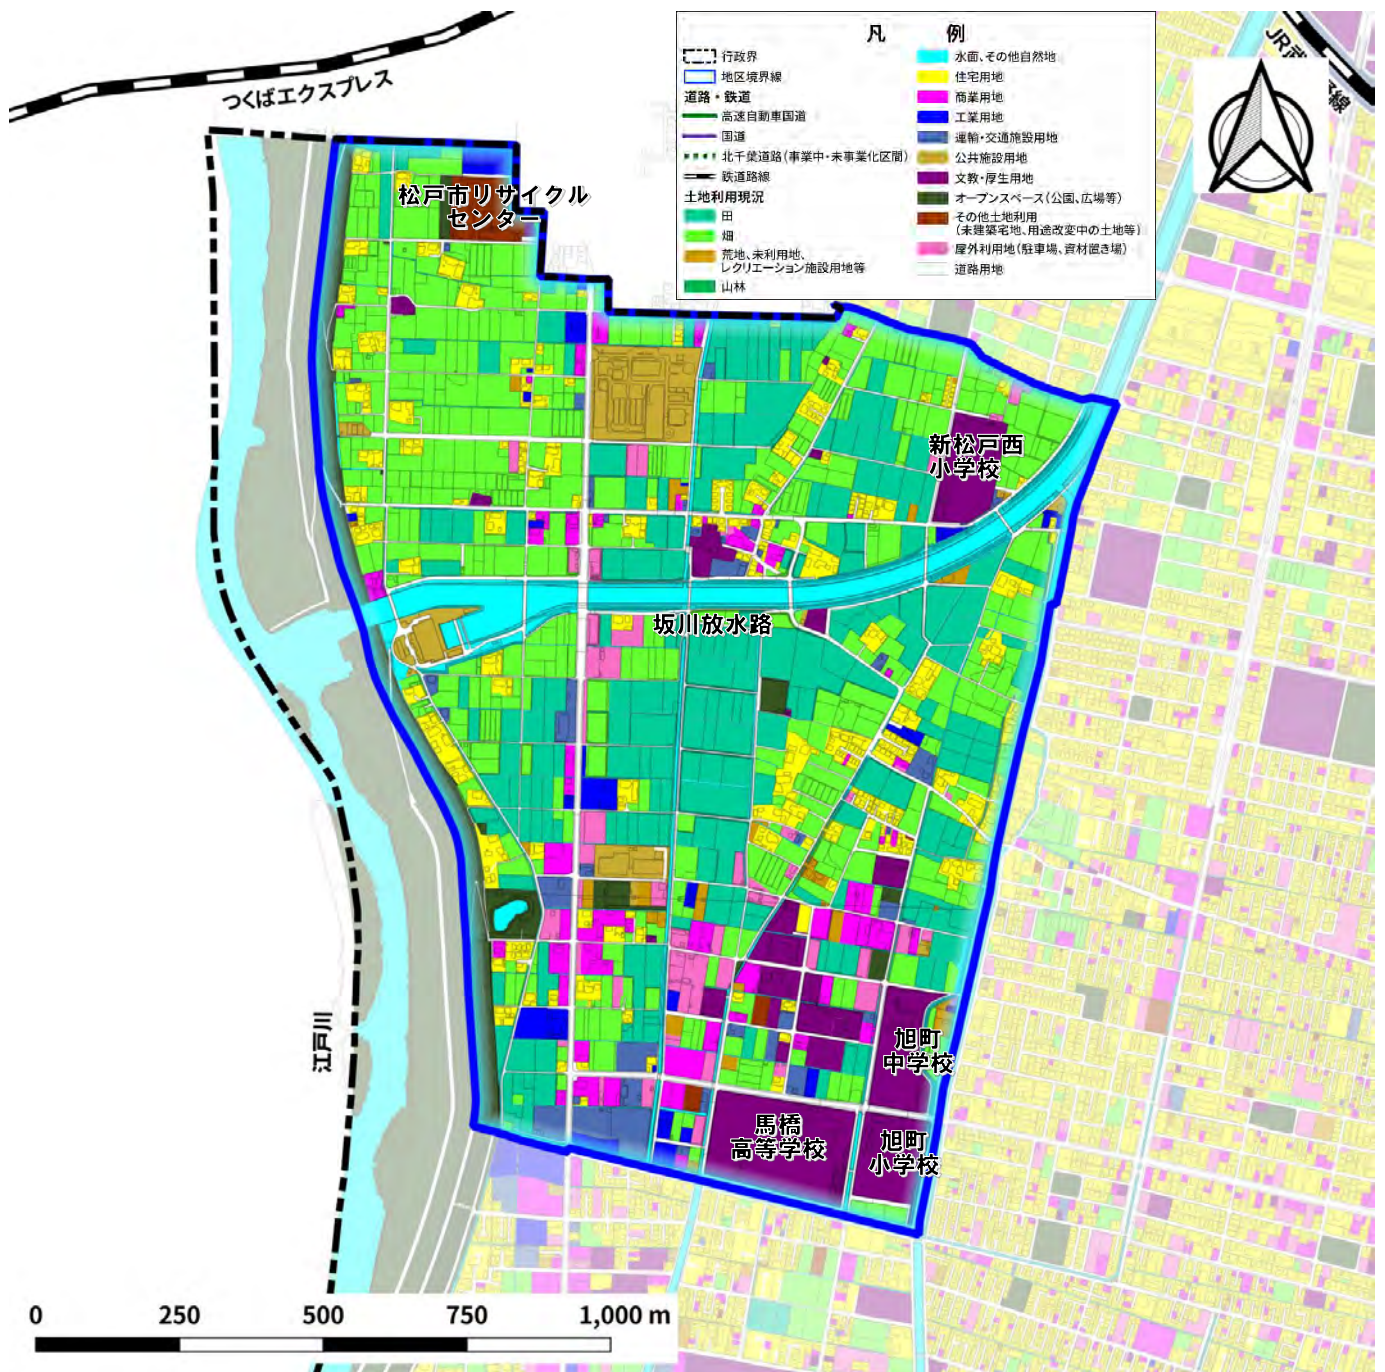 凡 例
行政界
地区境界線
道路・鉄道
高速自動車国道
国道
北千葉道路(事業中・未事業化区間)
鉄道路線
土地利用現況
田
畑
荒地、未利用地、
レクリエーション施設用地等
山林
水面、その他自然地
住宅用地
商業用地
工業用地
運輸・交通施設用地
公共施設用地
文教・厚生用地
オープンスペース(公園、広場等)
その他土地利用
(未建築宅地、用途改変中の土地等)
屋外利用地(駐車場、資材置き場)
道路用地
つくばエクスプレス
JR武
線
松戸市リサイクル
センター
新松戸西
小学校
坂川放水路
江戸川
旭町
中学校
馬橋
高等学校
旭町
小学校
0 250 500 750 1,000 m